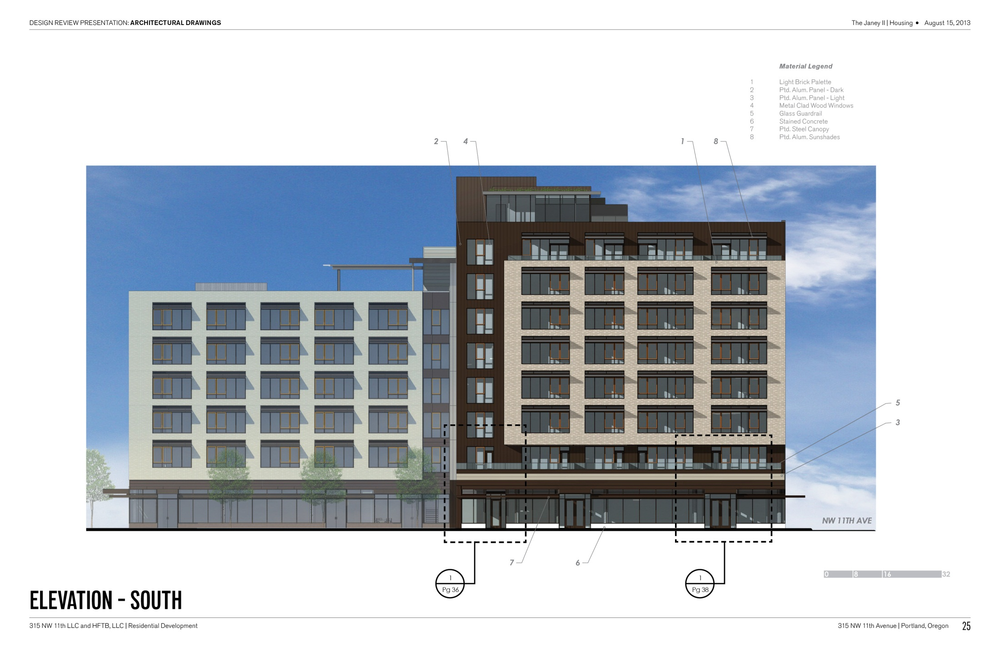 DESIGN REVIEW PRESENTATION: ARCHITECTURAL DRAWINGS
The Janey II | Housing • August 15, 2013
Material Legend
1 Light Brick Palette
2 Ptd. Alum. Panel - Dark
3 Ptd. Alum. Panel - Light
4 Metal Clad Wood Windows
5 Glass Guardrail
6 Stained Concrete
7 Ptd. Steel Canopy
8 Ptd. Alum. Sunshades
2 4 1 8
5
3
NW 11TH AVE
7 6
1
Pg 36
1
Pg 38
0 8 16 32
ELEVATION - SOUTH
315 NW 11th LLC and HFTB, LLC | Residential Development
315 NW 11th Avenue | Portland, Oregon 25